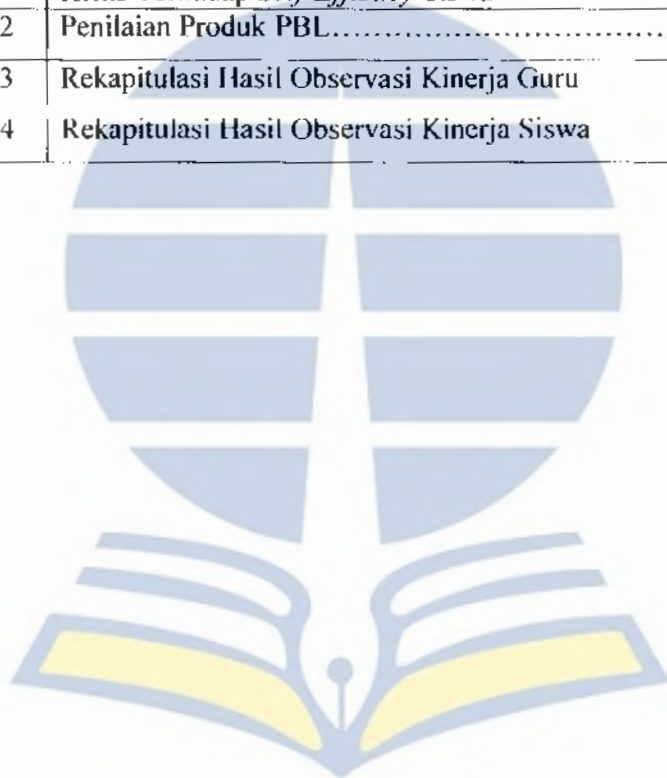 2 Penilaian Produk PBL..............................
3 Rekapitulasi Hasil Observasi Kinerja Guru
4 Rekapitulasi Hasil Observasi Kinerja Siswa